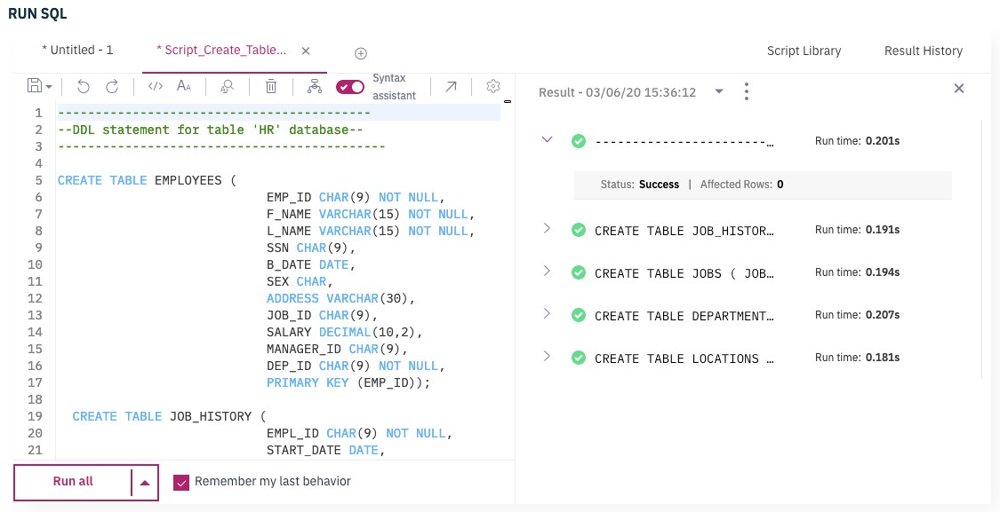 RUN SQL
* Untitled - 1
* Script_Create_Table...
Script Library
Result History
Syntax
assistant
Result - 03/06/20 15:36:12
1 ------------------------------------------
2 --DDL statement for table 'HR' database--
3 --------------------------------------------
4
5 CREATE TABLE EMPLOYEES (
6 EMP_ID CHAR(9) NOT NULL,
7 F_NAME VARCHAR(15) NOT NULL,
8 L_NAME VARCHAR(15) NOT NULL,
9 SSN CHAR(9),
10 B_DATE DATE,
11 SEX CHAR,
12 ADDRESS VARCHAR(30),
13 JOB_ID CHAR(9),
14 SALARY DECIMAL(10,2),
15 MANAGER_ID CHAR(9),
16 DEP_ID CHAR(9) NOT NULL,
17 PRIMARY KEY (EMP_ID));
18
19 CREATE TABLE JOB_HISTORY (
20 EMPL_ID CHAR(9) NOT NULL,
21 START_DATE DATE,
-----------------------… Run time: 0.201s
Status: Success | Affected Rows: 0
CREATE TABLE JOB_HISTOR… Run time: 0.191s
CREATE TABLE JOBS ( JOB… Run time: 0.194s
CREATE TABLE DEPARTMENT… Run time: 0.207s
CREATE TABLE LOCATIONS … Run time: 0.181s
Run all
Remember my last behavior